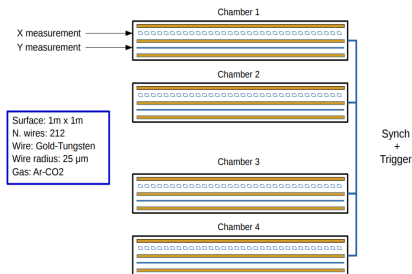 Chamber 1
X measurement
Y measurement
Chamber 2
Surface: 1m x 1m
N. wires: 212
Wire: Gold-Tungsten
Wire radius: 25 μm
Gas: Ar-CO2
Synch
+
Trigger
Chamber 3
Chamber 4